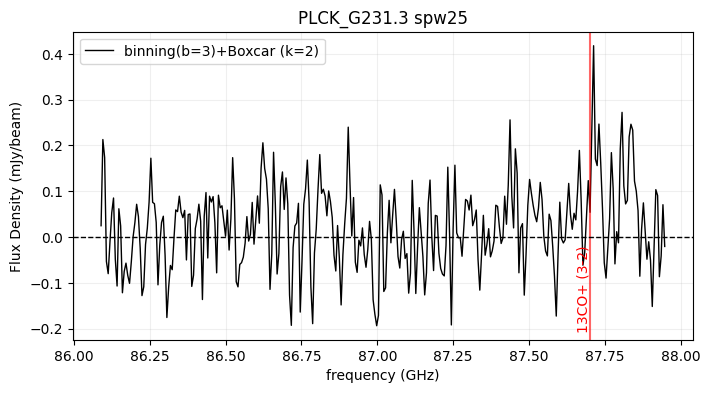 PLCK_G231.3 spw25
binning(b=3)+Boxcar (k=2)
Flux Density (mJy/beam)
0.4
0.3
0.2
0.1
0.0
−0.1
−0.2
13CO+ (3-2)
86.00 86.25 86.50 86.75 87.00 87.25 87.50 87.75 88.00
frequency (GHz)